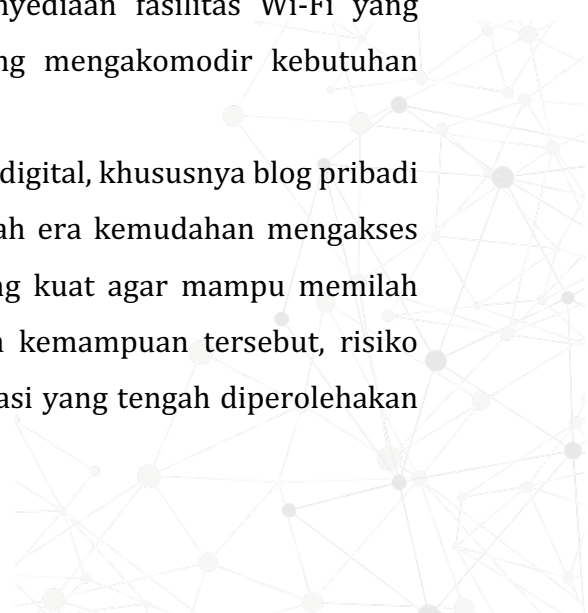 nyediaan fasilitas Wi-Fi yang
ng mengakomodir kebutuhan
digital, khususnya blog pribadi
ah era kemudahan mengakses
ng kuat agar mampu memilah
kemampuan tersebut, risiko
asi yang tengah diperolehakan